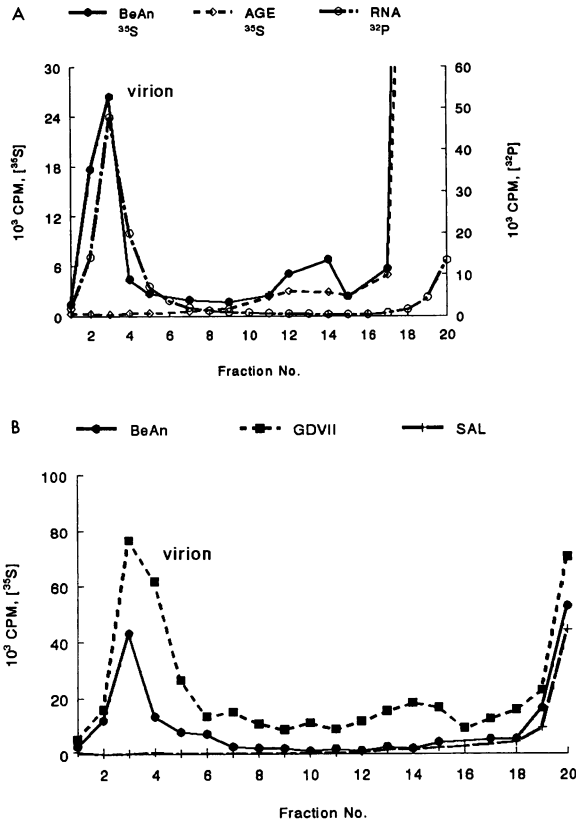 A
BeAn
³⁵S
AGE
³⁵S
RNA
³²P
virion
10³ CPM, [³⁵S]
30
24
18
12
6
0
10³ CPM, [³²P]
60
50
40
30
20
10
0
2 4 6 8 10 12 14 16 18 20
Fraction No.
B
BeAn
GDVII
SAL
virion
10³ CPM, [³⁵S]
100
80
60
40
20
0
2 4 6 8 10 12 14 16 18 20
Fraction No.